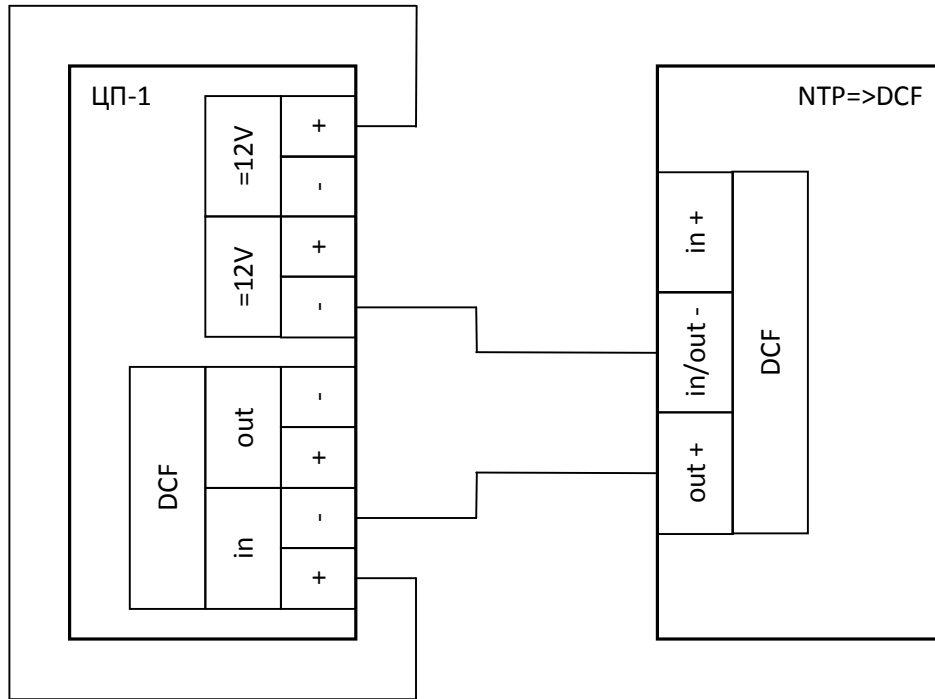 ЦП-1
=12V
+
-
=12V
+
-
DCF
out
-
+
in
-
+
NTP=>DCF
in +
in/out -
out +
DCF